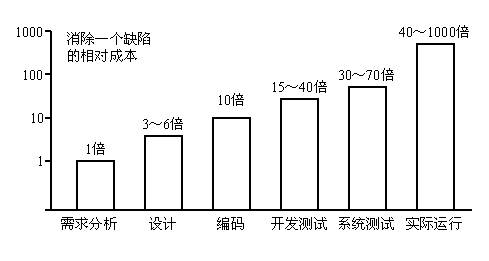 消除一个缺陷
的相对成本
1000
100
10
1
1倍
3～6倍
10倍
15～40倍
30～70倍
40～1000倍
需求分析
设计
编码
开发测试
系统测试
实际运行